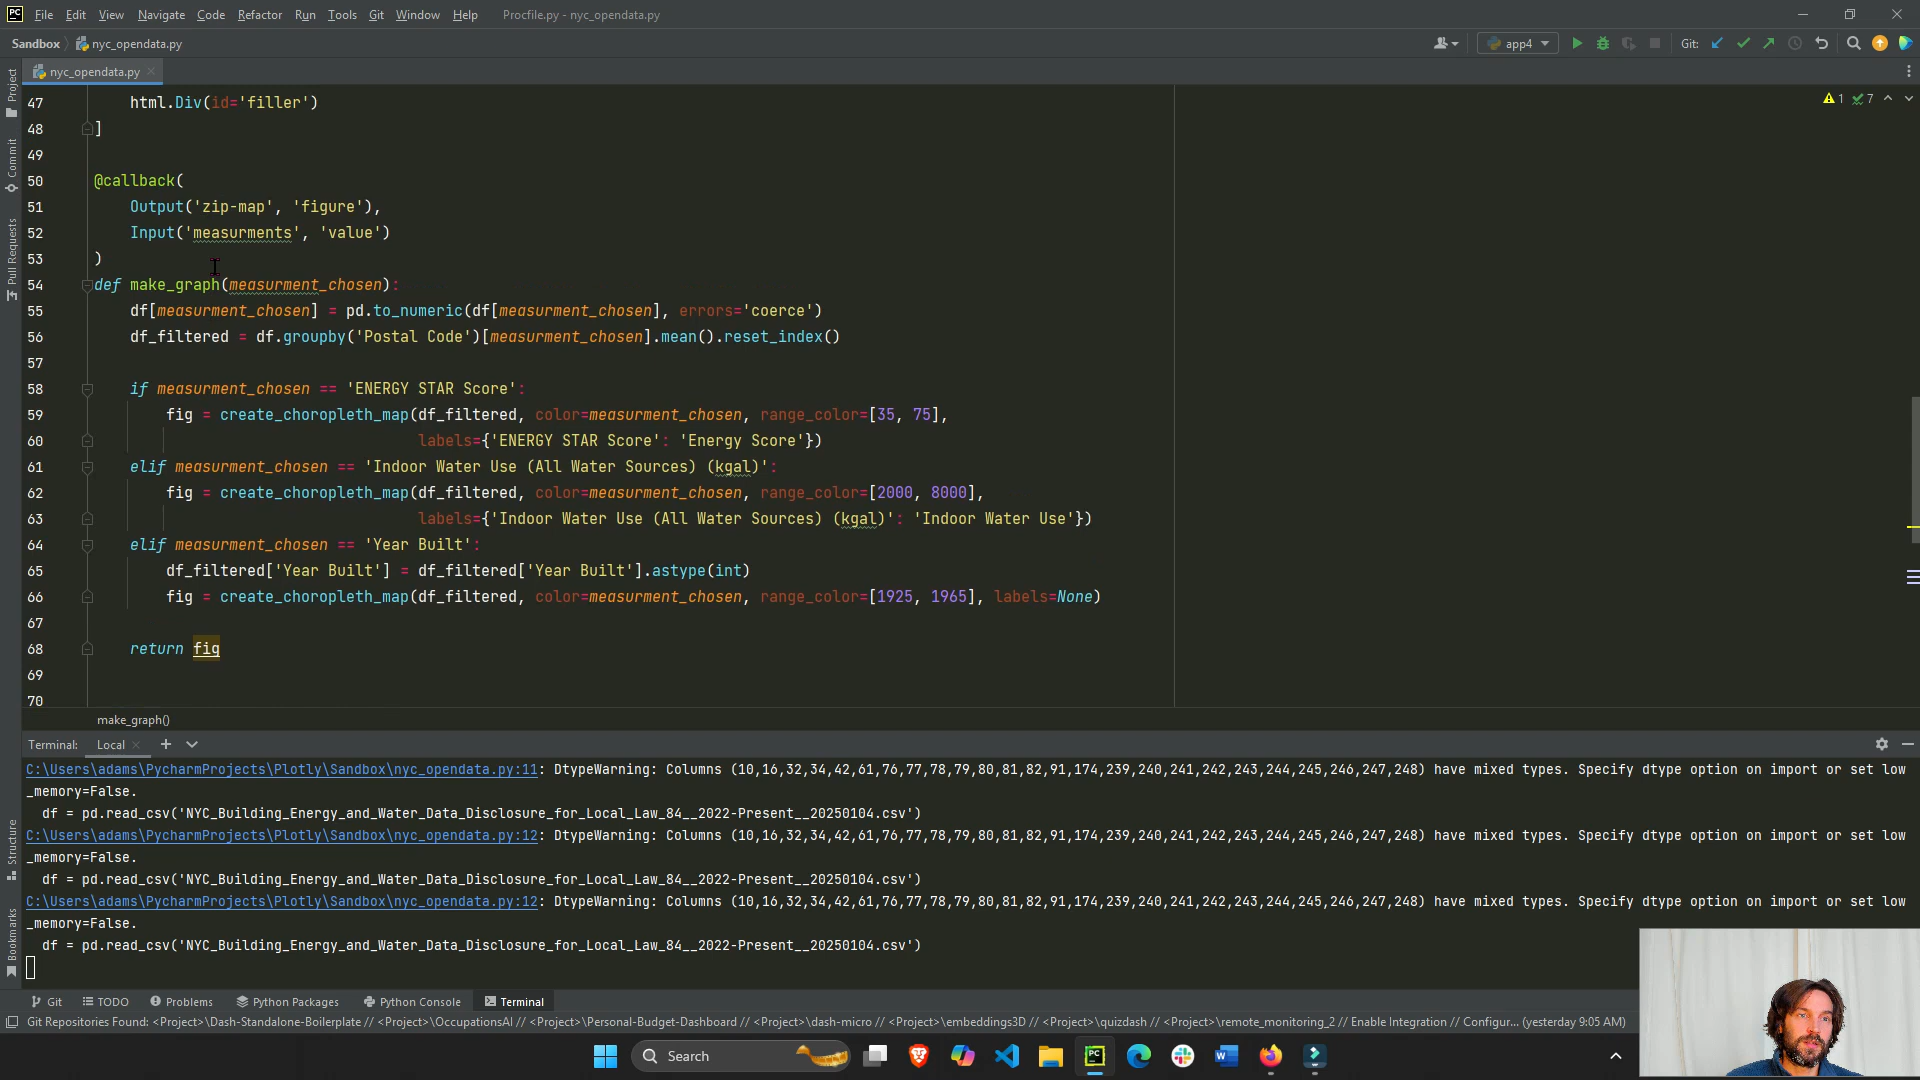 PC File Edit View Navigate Code Refactor Run Tools Git Window Help Procfile.py - nyc_opendata.py
Sandbox nyc_opendata.py app4 Git:
nyc_opendata.py
1 7
47 html.Div(id='filler')
48 ]
49
50 @callback(
51 Output('zip-map', 'figure'),
52 Input('measurments', 'value')
53 )
54 def make_graph(measurment_chosen):
55 df[measurment_chosen] = pd.to_numeric(df[measurment_chosen], errors='coerce')
56 df_filtered = df.groupby('Postal Code')[measurment_chosen].mean().reset_index()
57
58 if measurment_chosen == 'ENERGY STAR Score':
59 fig = create_choropleth_map(df_filtered, color=measurment_chosen, range_color=[35, 75],
60 labels={'ENERGY STAR Score': 'Energy Score'})
61 elif measurment_chosen == 'Indoor Water Use (All Water Sources) (kgal)':
62 fig = create_choropleth_map(df_filtered, color=measurment_chosen, range_color=[2000, 8000],
63 labels={'Indoor Water Use (All Water Sources) (kgal)': 'Indoor Water Use'})
64 elif measurment_chosen == 'Year Built':
65 df_filtered['Year Built'] = df_filtered['Year Built'].astype(int)
66 fig = create_choropleth_map(df_filtered, color=measurment_chosen, range_color=[1925, 1965], labels=None)
67
68 return fig
69
70
make_graph()
Project
Commit
Pull Requests
Structure
Bookmarks
Terminal: Local
C:\Users\adams\PycharmProjects\Plotly\Sandbox\nyc_opendata.py:11: DtypeWarning: Columns (10,16,32,34,42,61,76,77,78,79,80,81,82,91,174,239,240,241,242,243,244,245,246,247,248) have mixed types. Specify dtype option on import or set low
_memory=False.
df = pd.read_csv('NYC_Building_Energy_and_Water_Data_Disclosure_for_Local_Law_84__2022-Present__20250104.csv')
C:\Users\adams\PycharmProjects\Plotly\Sandbox\nyc_opendata.py:12: DtypeWarning: Columns (10,16,32,34,42,61,76,77,78,79,80,81,82,91,174,239,240,241,242,243,244,245,246,247,248) have mixed types. Specify dtype option on import or set low
_memory=False.
df = pd.read_csv('NYC_Building_Energy_and_Water_Data_Disclosure_for_Local_Law_84__2022-Present__20250104.csv')
C:\Users\adams\PycharmProjects\Plotly\Sandbox\nyc_opendata.py:12: DtypeWarning: Columns (10,16,32,34,42,61,76,77,78,79,80,81,82,91,174,239,240,241,242,243,244,245,246,247,248) have mixed types. Specify dtype option on import or set low
_memory=False.
df = pd.read_csv('NYC_Building_Energy_and_Water_Data_Disclosure_for_Local_Law_84__2022-Present__20250104.csv')
Git TODO Problems Python Packages Python Console Terminal
Git Repositories Found: <Project>\Dash-Standalone-Boilerplate // <Project>\OccupationsAI // <Project>\Personal-Budget-Dashboard // <Project>\dash-micro // <Project>\embeddings3D // <Project>\quizdash // <Project>\remote_monitoring_2 // Enable Integration // Configur... (yesterday 9:05 AM)
Search